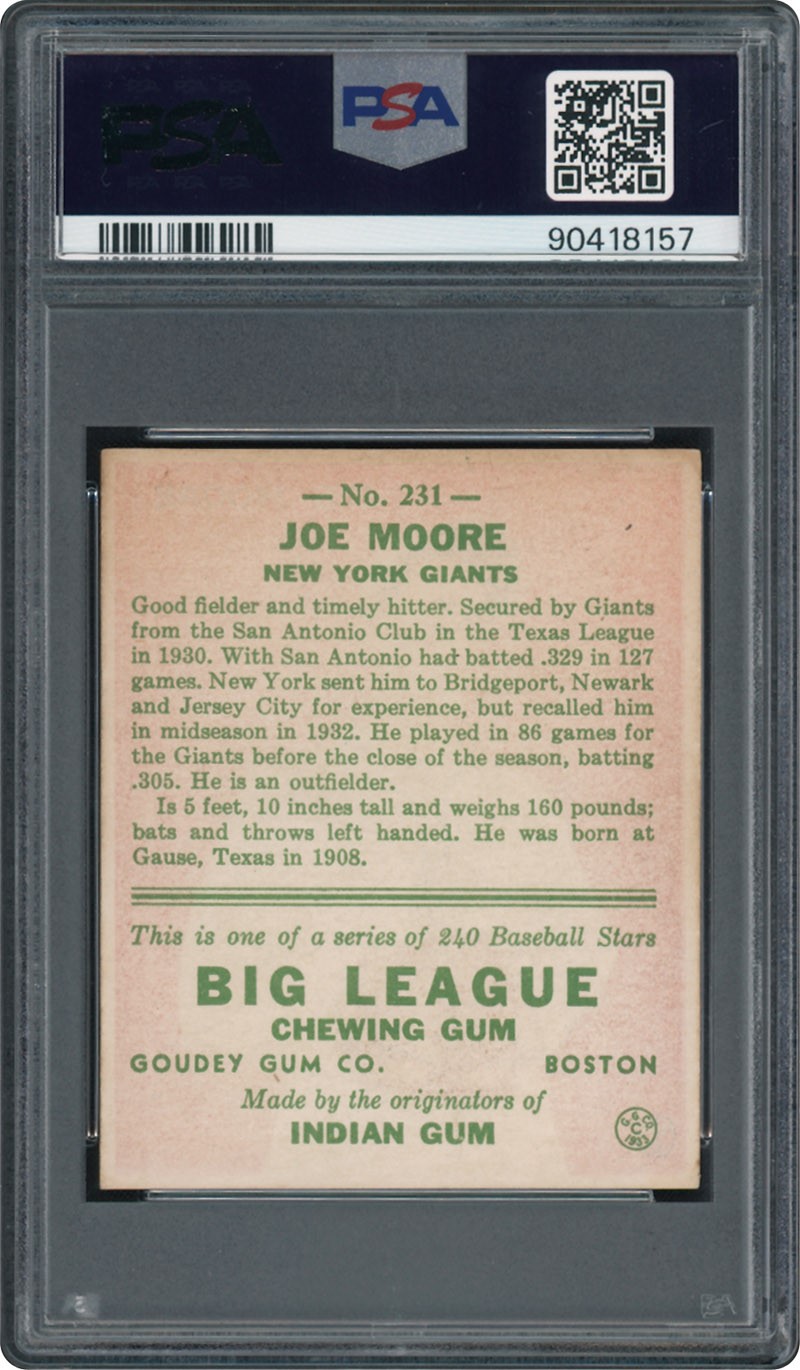 PSA
PSA
90418157
— No. 231 —
JOE MOORE
NEW YORK GIANTS
Good fielder and timely hitter. Secured by Giants
from the San Antonio Club in the Texas League
in 1930. With San Antonio had batted .329 in 127
games. New York sent him to Bridgeport, Newark
and Jersey City for experience, but recalled him
in midseason in 1932. He played in 86 games for
the Giants before the close of the season, batting
.305. He is an outfielder.
Is 5 feet, 10 inches tall and weighs 160 pounds;
bats and throws left handed. He was born at
Gause, Texas in 1908.
This is one of a series of 240 Baseball Stars
BIG LEAGUE
CHEWING GUM
GOUDEY GUM CO. BOSTON
Made by the originators of
INDIAN GUM
G. G. CO.
C
1933